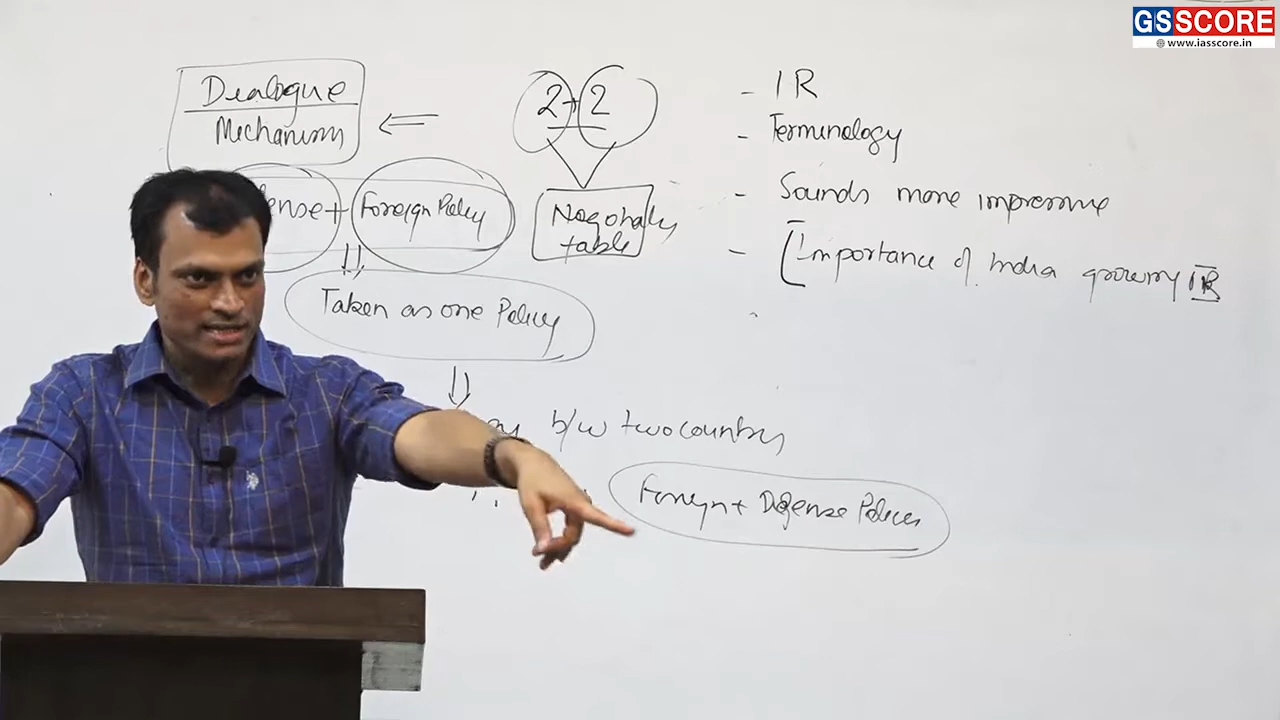 GSSCORE
www.iasscore.in
Dialogue
Mechanism
2+2
Negotiating
table
+ Foreign Policy
Taken as one Policy
b/w two country
Foreign + Defense Policies
- IR
- Terminology
- Sounds more impressive
- Importance of India growing IR